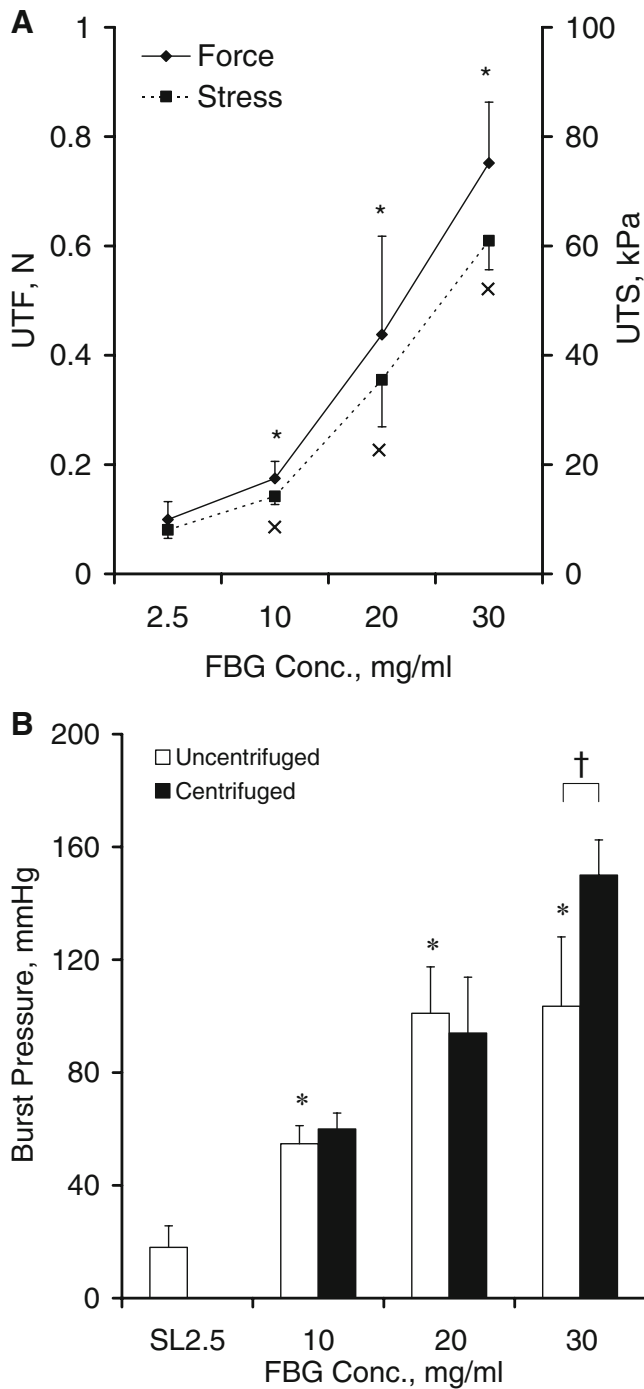 A
Force
Stress
1
0.8
0.6
0.4
0.2
0
UTF, N
100
80
60
40
20
0
UTS, kPa
*
*
*
×
×
×
2.5 10 20 30
FBG Conc., mg/ml
B
Uncentrifuged
Centrifuged
200
160
120
80
40
0
Burst Pressure, mmHg
†
*
*
*
SL2.5 10 20 30
FBG Conc., mg/ml